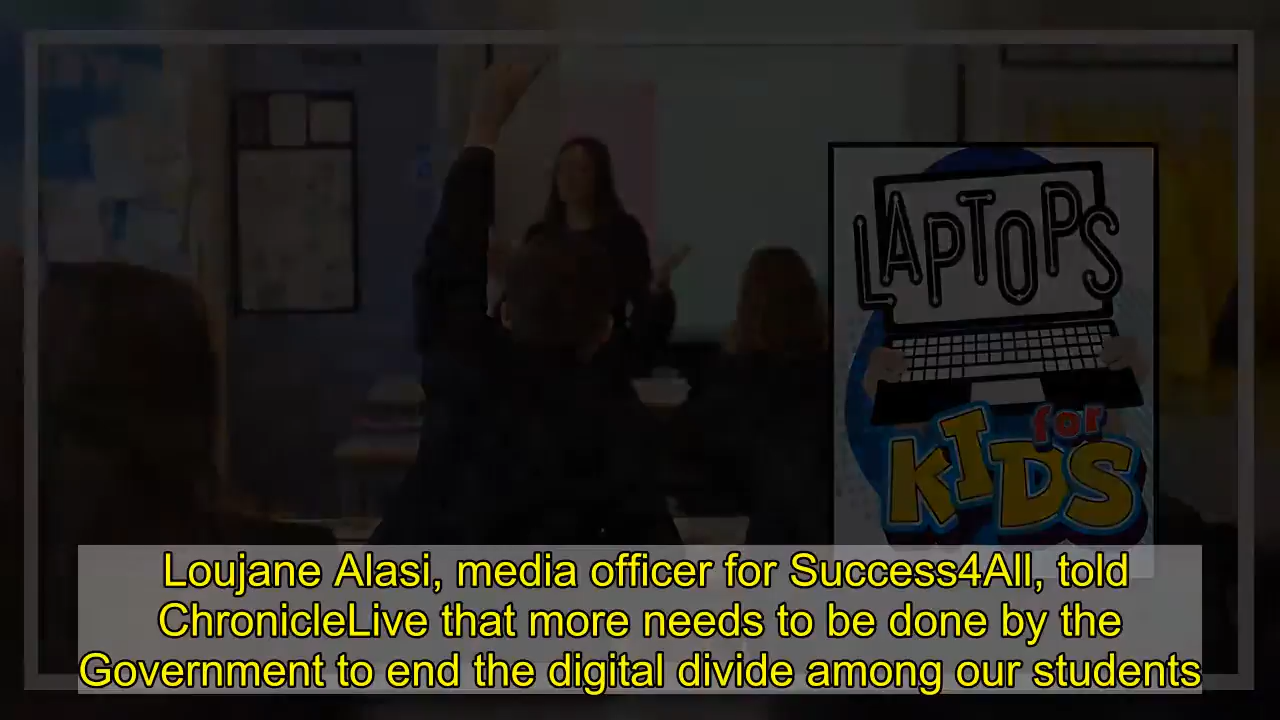 LAPTOPS
for
KIDS
Loujane Alasi, media officer for Success4All, told
ChronicleLive that more needs to be done by the
Government to end the digital divide among our students